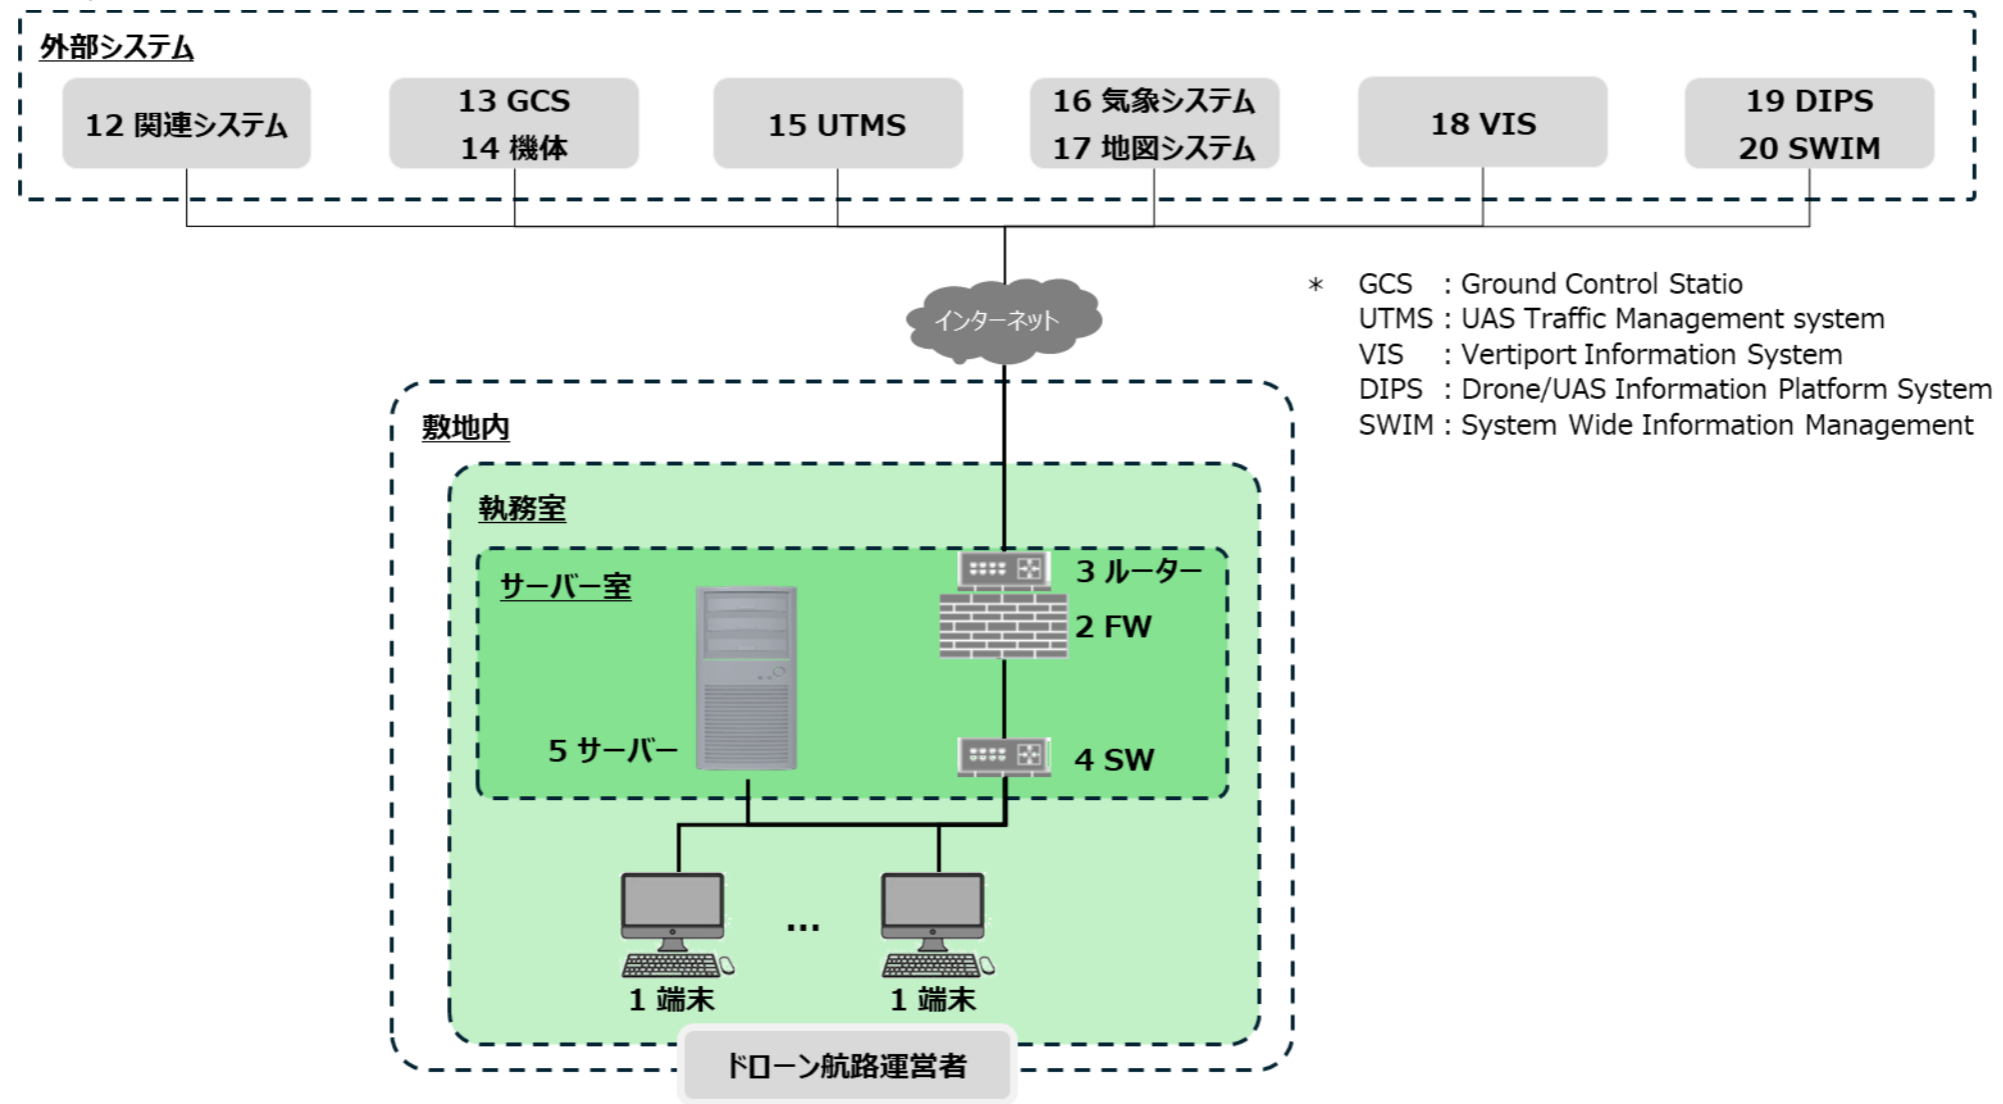 外部システム
12 関連システム
13 GCS
14 機体
15 UTMS
16 気象システム
17 地図システム
18 VIS
19 DIPS
20 SWIM
インターネット
* GCS : Ground Control Statio
UTMS : UAS Traffic Management system
VIS : Vertiport Information System
DIPS : Drone/UAS Information Platform System
SWIM : System Wide Information Management
敷地内
執務室
サーバー室
3 ルーター
2 FW
5 サーバー
4 SW
...
1 端末
1 端末
ドローン航路運営者